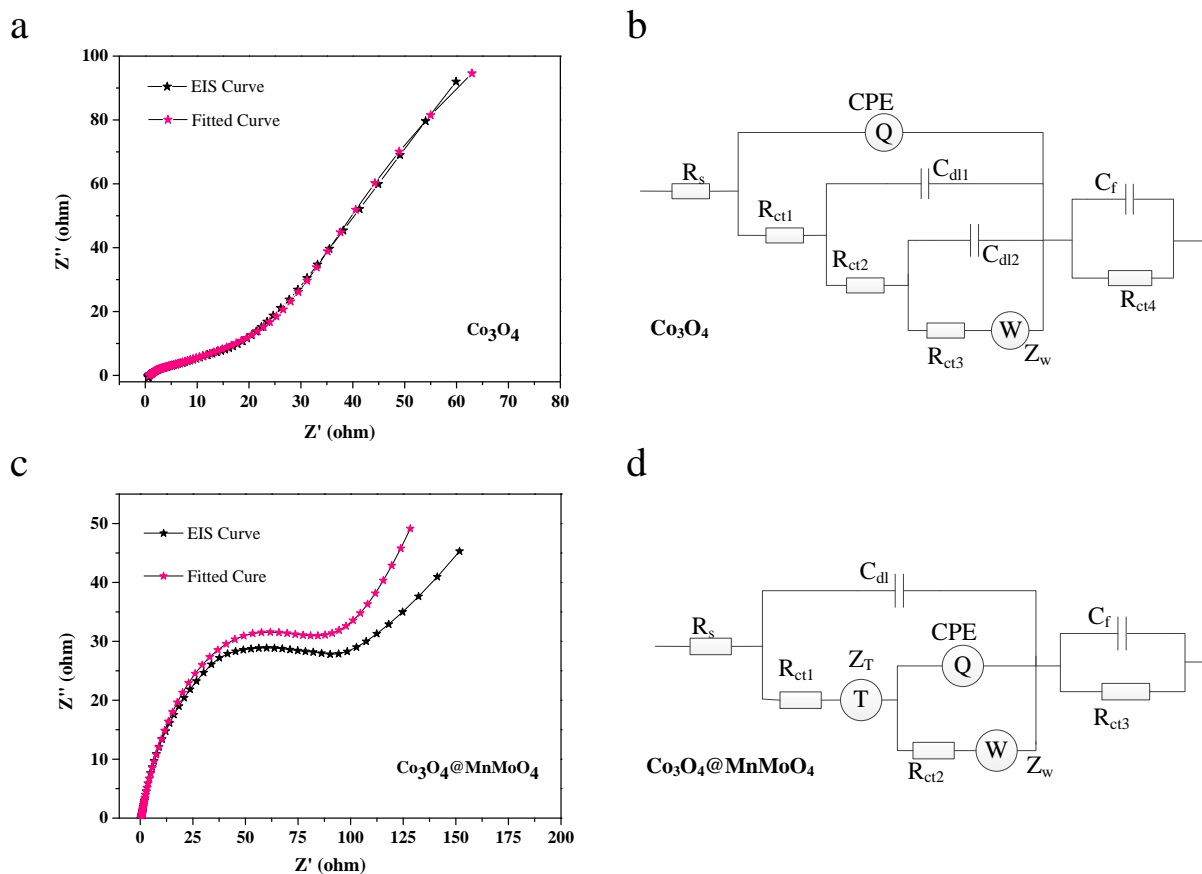 a
100
80
60
40
20
0
Z'' (ohm)
EIS Curve
Fitted Curve
Co3O4
0 10 20 30 40 50 60 70 80
Z' (ohm)
b
CPE
Q
Rs
Cdl1
Rct1
Cf
Cdl2
Rct2
Rct4
Co3O4
W
Rct3
Zw
c
50
40
30
20
10
0
Z'' (ohm)
EIS Curve
Fitted Cure
Co3O4@MnMoO4
0 25 50 75 100 125 150 175 200
Z' (ohm)
d
Cdl
Rs
Cf
CPE
Q
Rct1
ZT
T
Rct3
W
Rct2
Zw
Co3O4@MnMoO4